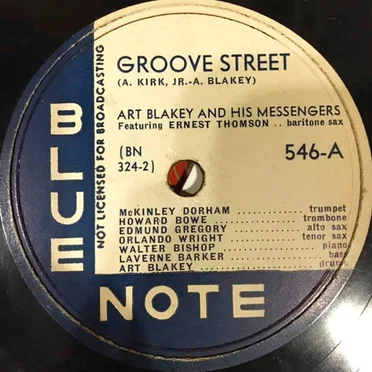 GROOVE STREET
(A. KIRK, JR.-A. BLAKEY)
ART BLAKEY AND HIS MESSENGERS
Featuring ERNEST THOMSON .. baritone sax
(BN
324-2)
546-A
McKINLEY DORHAM ............ trumpet
HOWARD BOWE ............ trombone
EDMUND GREGORY ........ alto sax
ORLANDO WRIGHT ........ tenor sax
WALTER BISHOP ............ piano
LAVERNE BARKER ............ bass
ART BLAKEY ............ drums
BLUE
NOTE
NOT LICENSED FOR BROADCASTING